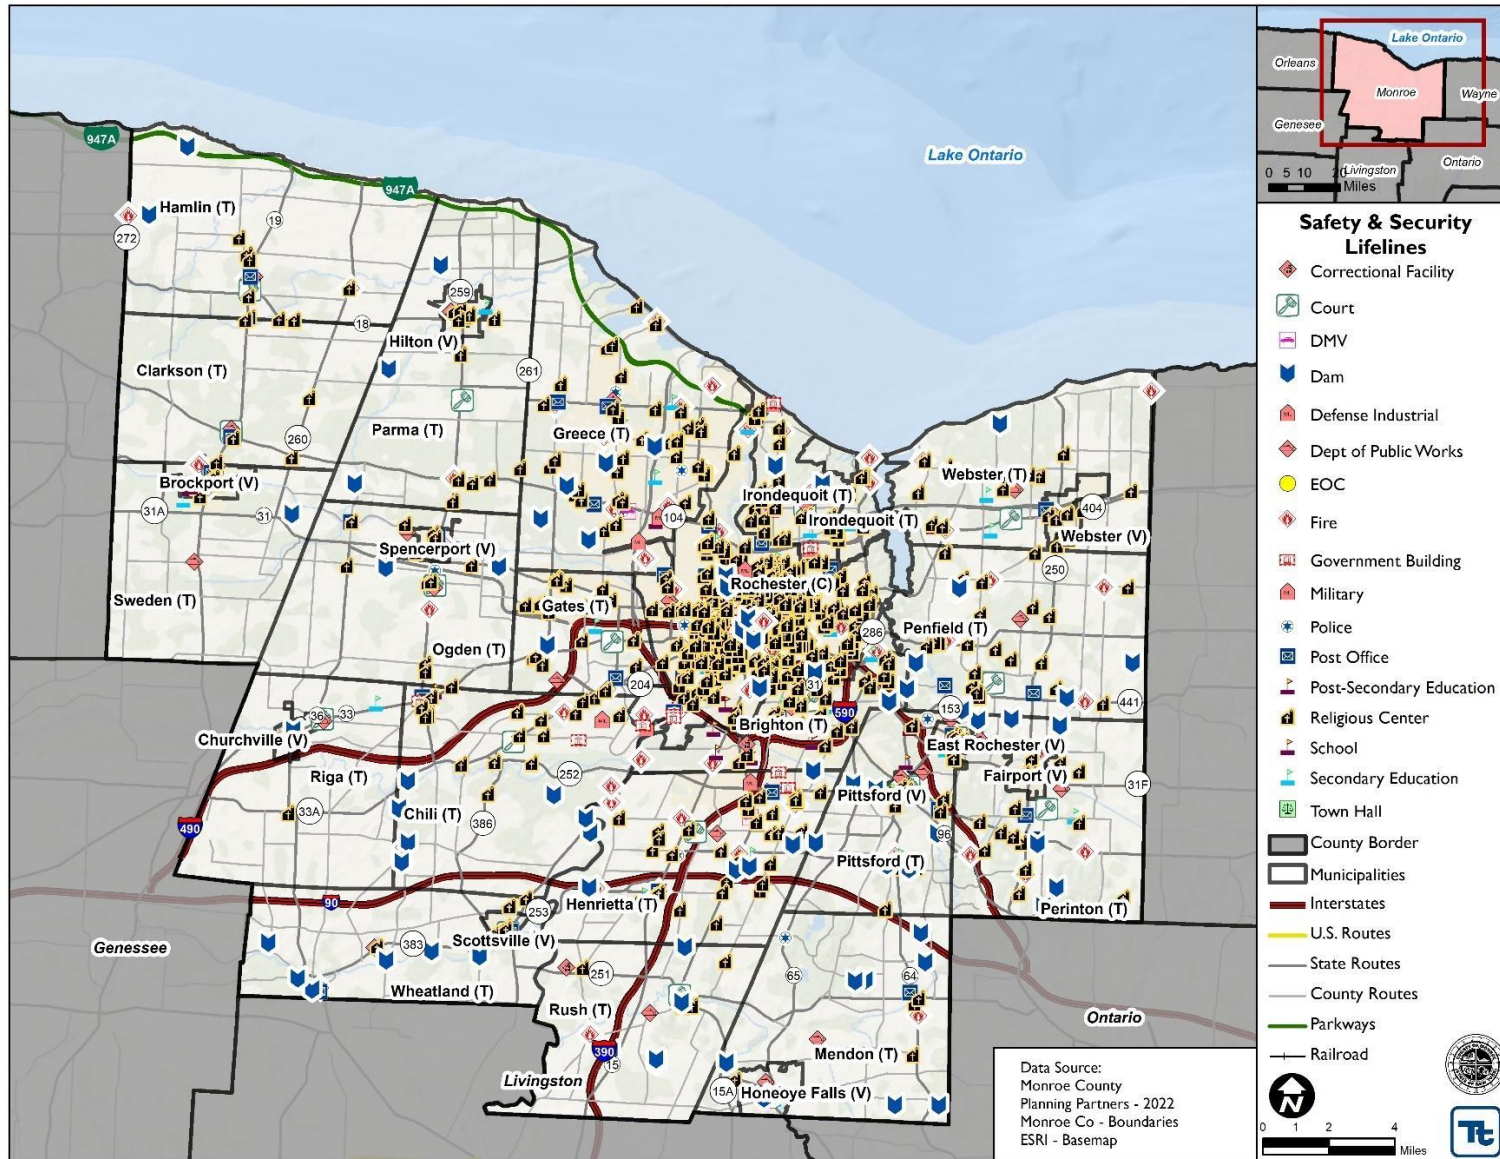 Lake Ontario
Orleans
Monroe
Wayne
Genesee
Livingston
Ontario
0 5 10 20
Miles
Safety & Security
Lifelines
Correctional Facility
Court
DMV
Dam
Defense Industrial
Dept of Public Works
EOC
Fire
Government Building
Military
Police
Post Office
Post-Secondary Education
Religious Center
School
Secondary Education
Town Hall
County Border
Municipalities
Interstates
U.S. Routes
State Routes
County Routes
Parkways
Railroad
N
0 1 2 4
Miles
Tt
947A
947A
Lake Ontario
Hamlin (T)
272
19
259
18
Hilton (V)
Clarkson (T)
261
260
Parma (T)
Greece (T)
Brockport (V)
31A
31
Webster (T)
Irondequoit (T)
Irondequoit (T)
104
404
Webster (V)
Spencerport (V)
250
Sweden (T)
Rochester (C)
Gates (T)
286
Penfield (T)
Ogden (T)
204
31
153
441
36
33
590
Churchville (V)
Brighton (T)
East Rochester (V)
Riga (T)
252
Fairport (V)
31F
Pittsford (V)
33A
Chili (T)
386
490
96
Pittsford (T)
90
Henrietta (T)
Perinton (T)
253
Scottsville (V)
Genessee
383
251
65
64
Wheatland (T)
Rush (T)
Ontario
390
15
Mendon (T)
Livingston
15A
Honeoye Falls (V)
Data Source:
Monroe County
Planning Partners - 2022
Monroe Co - Boundaries
ESRI - Basemap